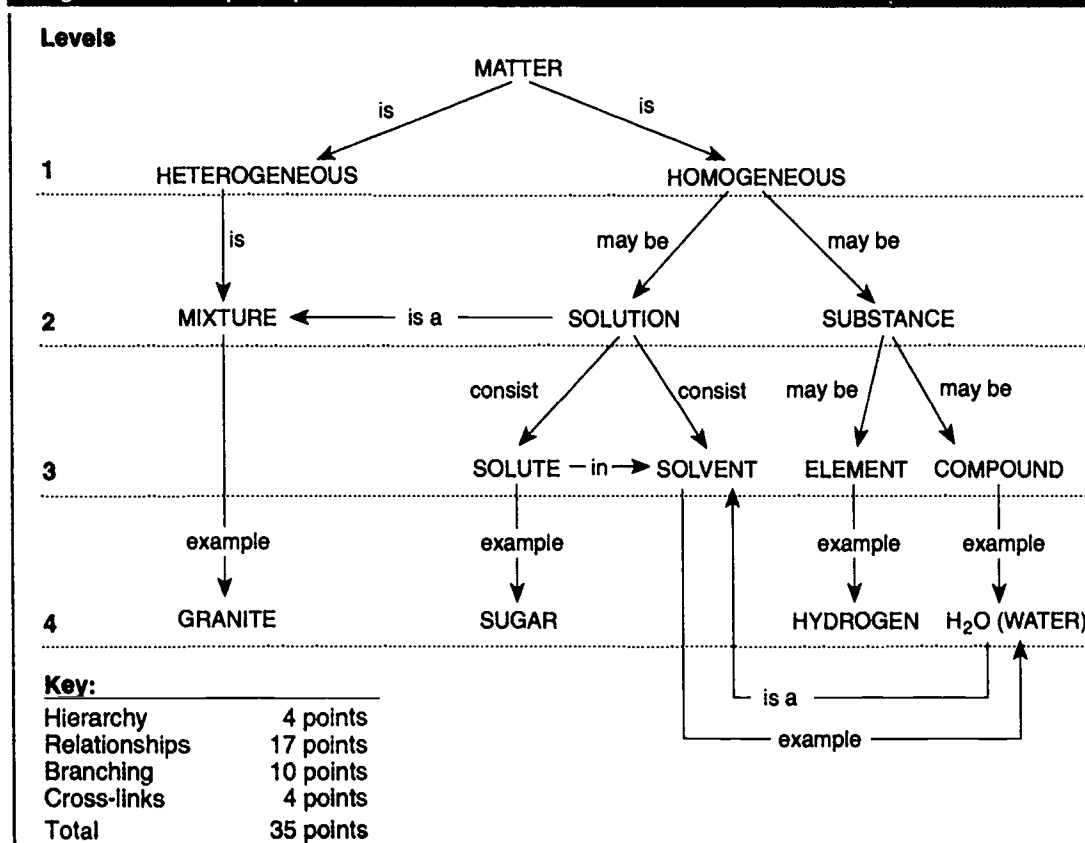 Levels
MATTER
is is
1 HETEROGENEOUS HOMOGENEOUS
is may be may be
2 MIXTURE is a SOLUTION SUBSTANCE
consist consist may be may be
3 SOLUTE in SOLVENT ELEMENT COMPOUND
example example example example
4 GRANITE SUGAR HYDROGEN H₂O (WATER)
is a
example
Key:
Hierarchy 4 points
Relationships 17 points
Branching 10 points
Cross-links 4 points
Total 35 points